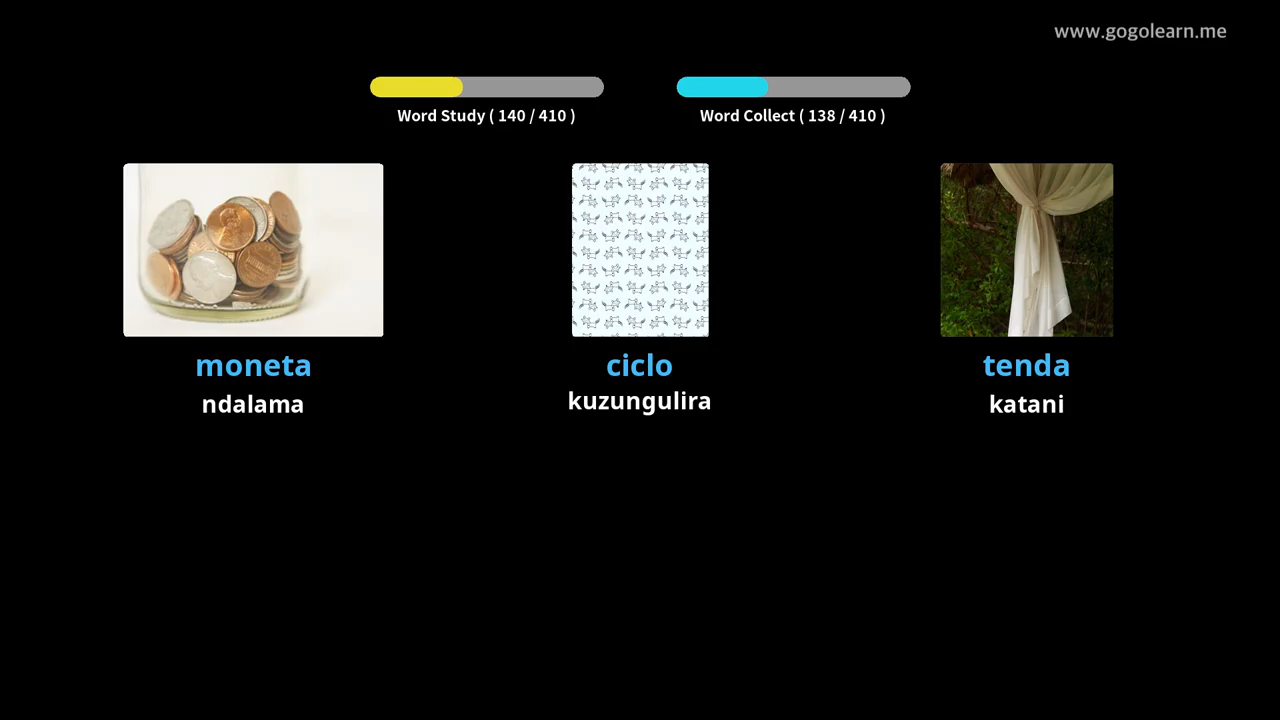 www.gogolearn.me
Word Study ( 140 / 410 )
Word Collect ( 138 / 410 )
moneta
ndalama
ciclo
kuzungulira
tenda
katani